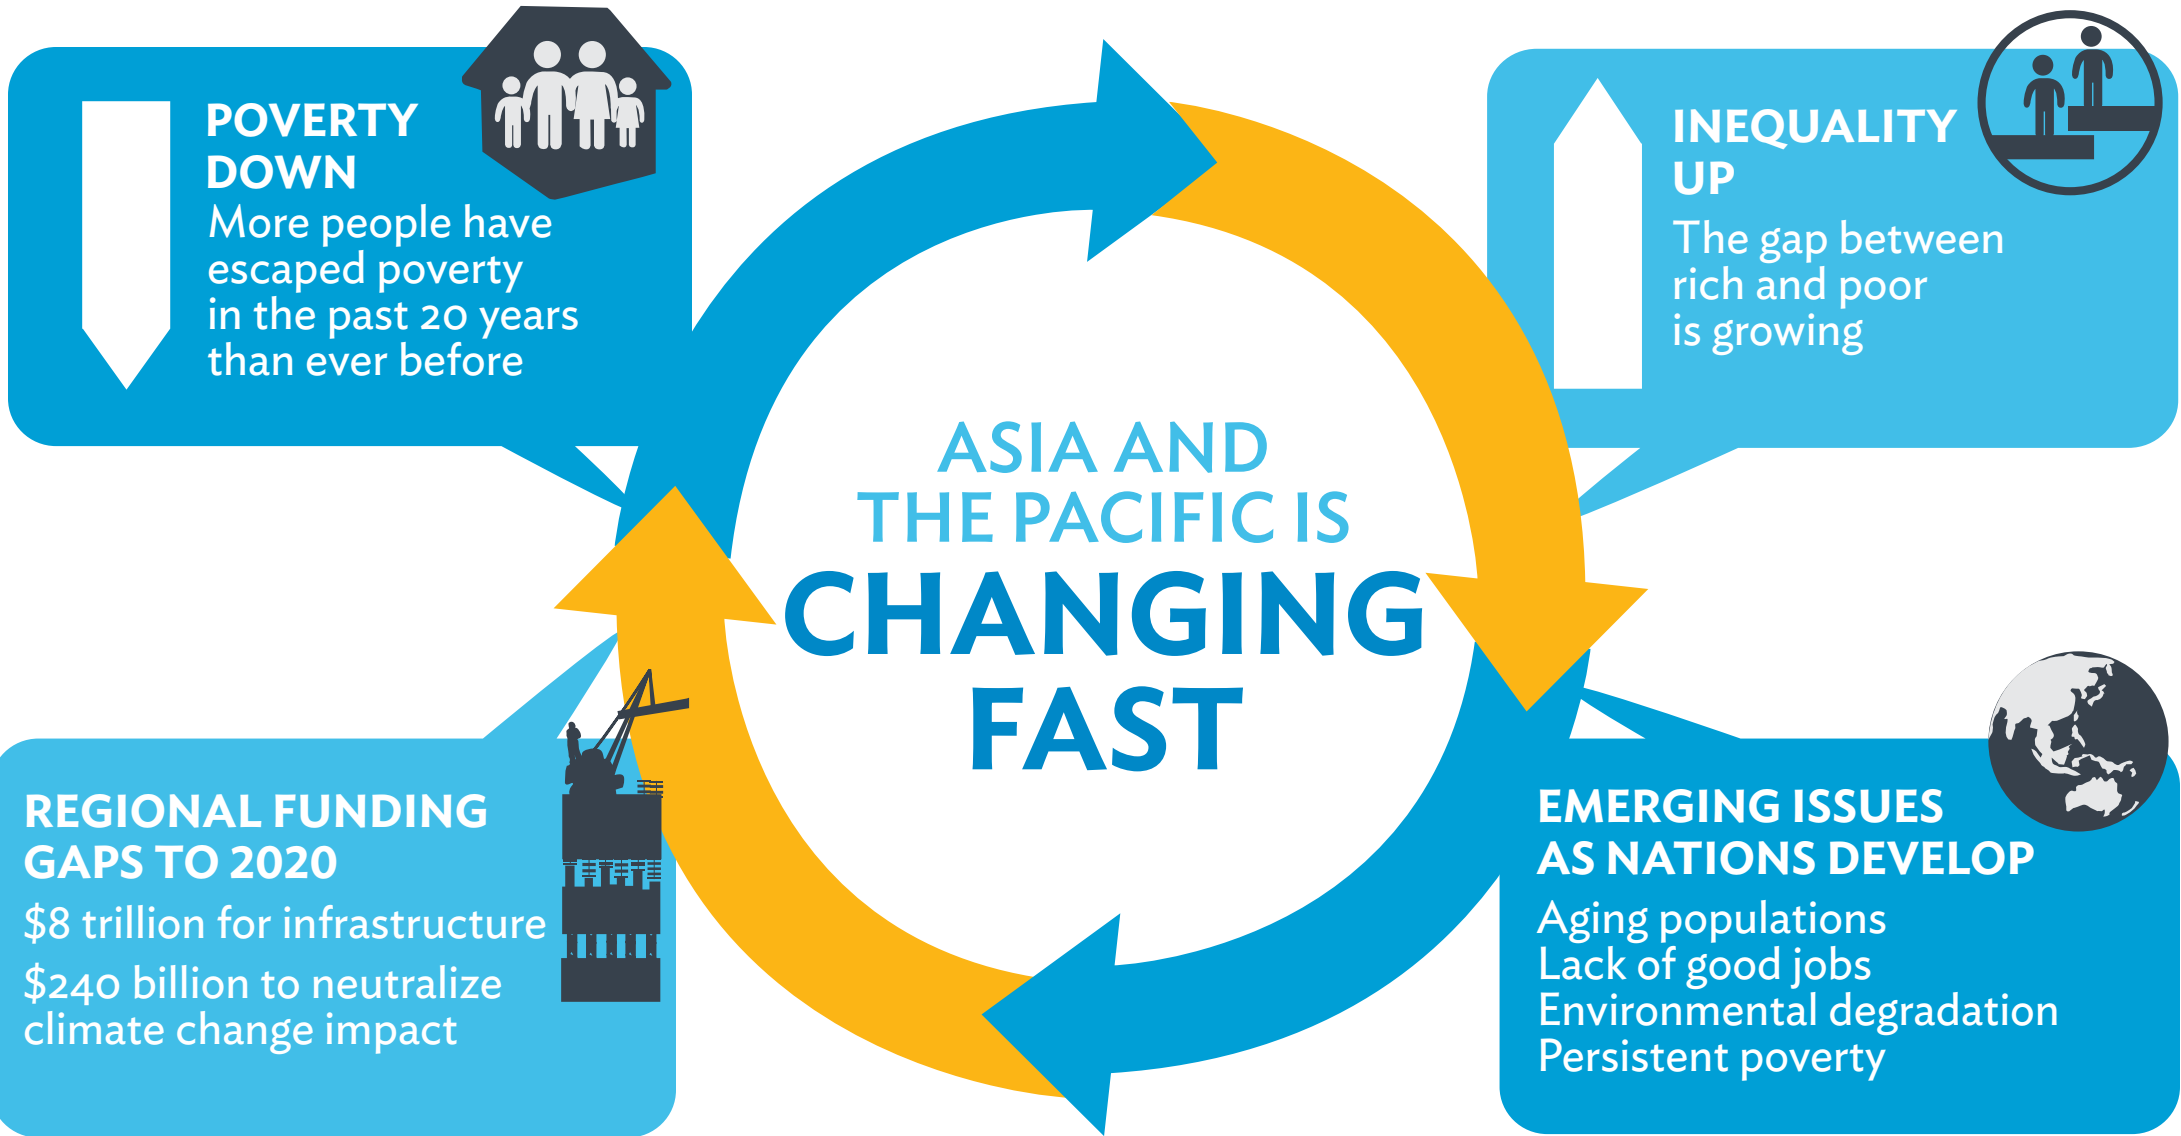 POVERTY
DOWN
More people have
escaped poverty
in the past 20 years
than ever before
INEQUALITY
UP
The gap between
rich and poor
is growing
ASIA AND
THE PACIFIC IS
CHANGING
FAST
REGIONAL FUNDING
GAPS TO 2020
$8 trillion for infrastructure
$240 billion to neutralize
climate change impact
EMERGING ISSUES
AS NATIONS DEVELOP
Aging populations
Lack of good jobs
Environmental degradation
Persistent poverty